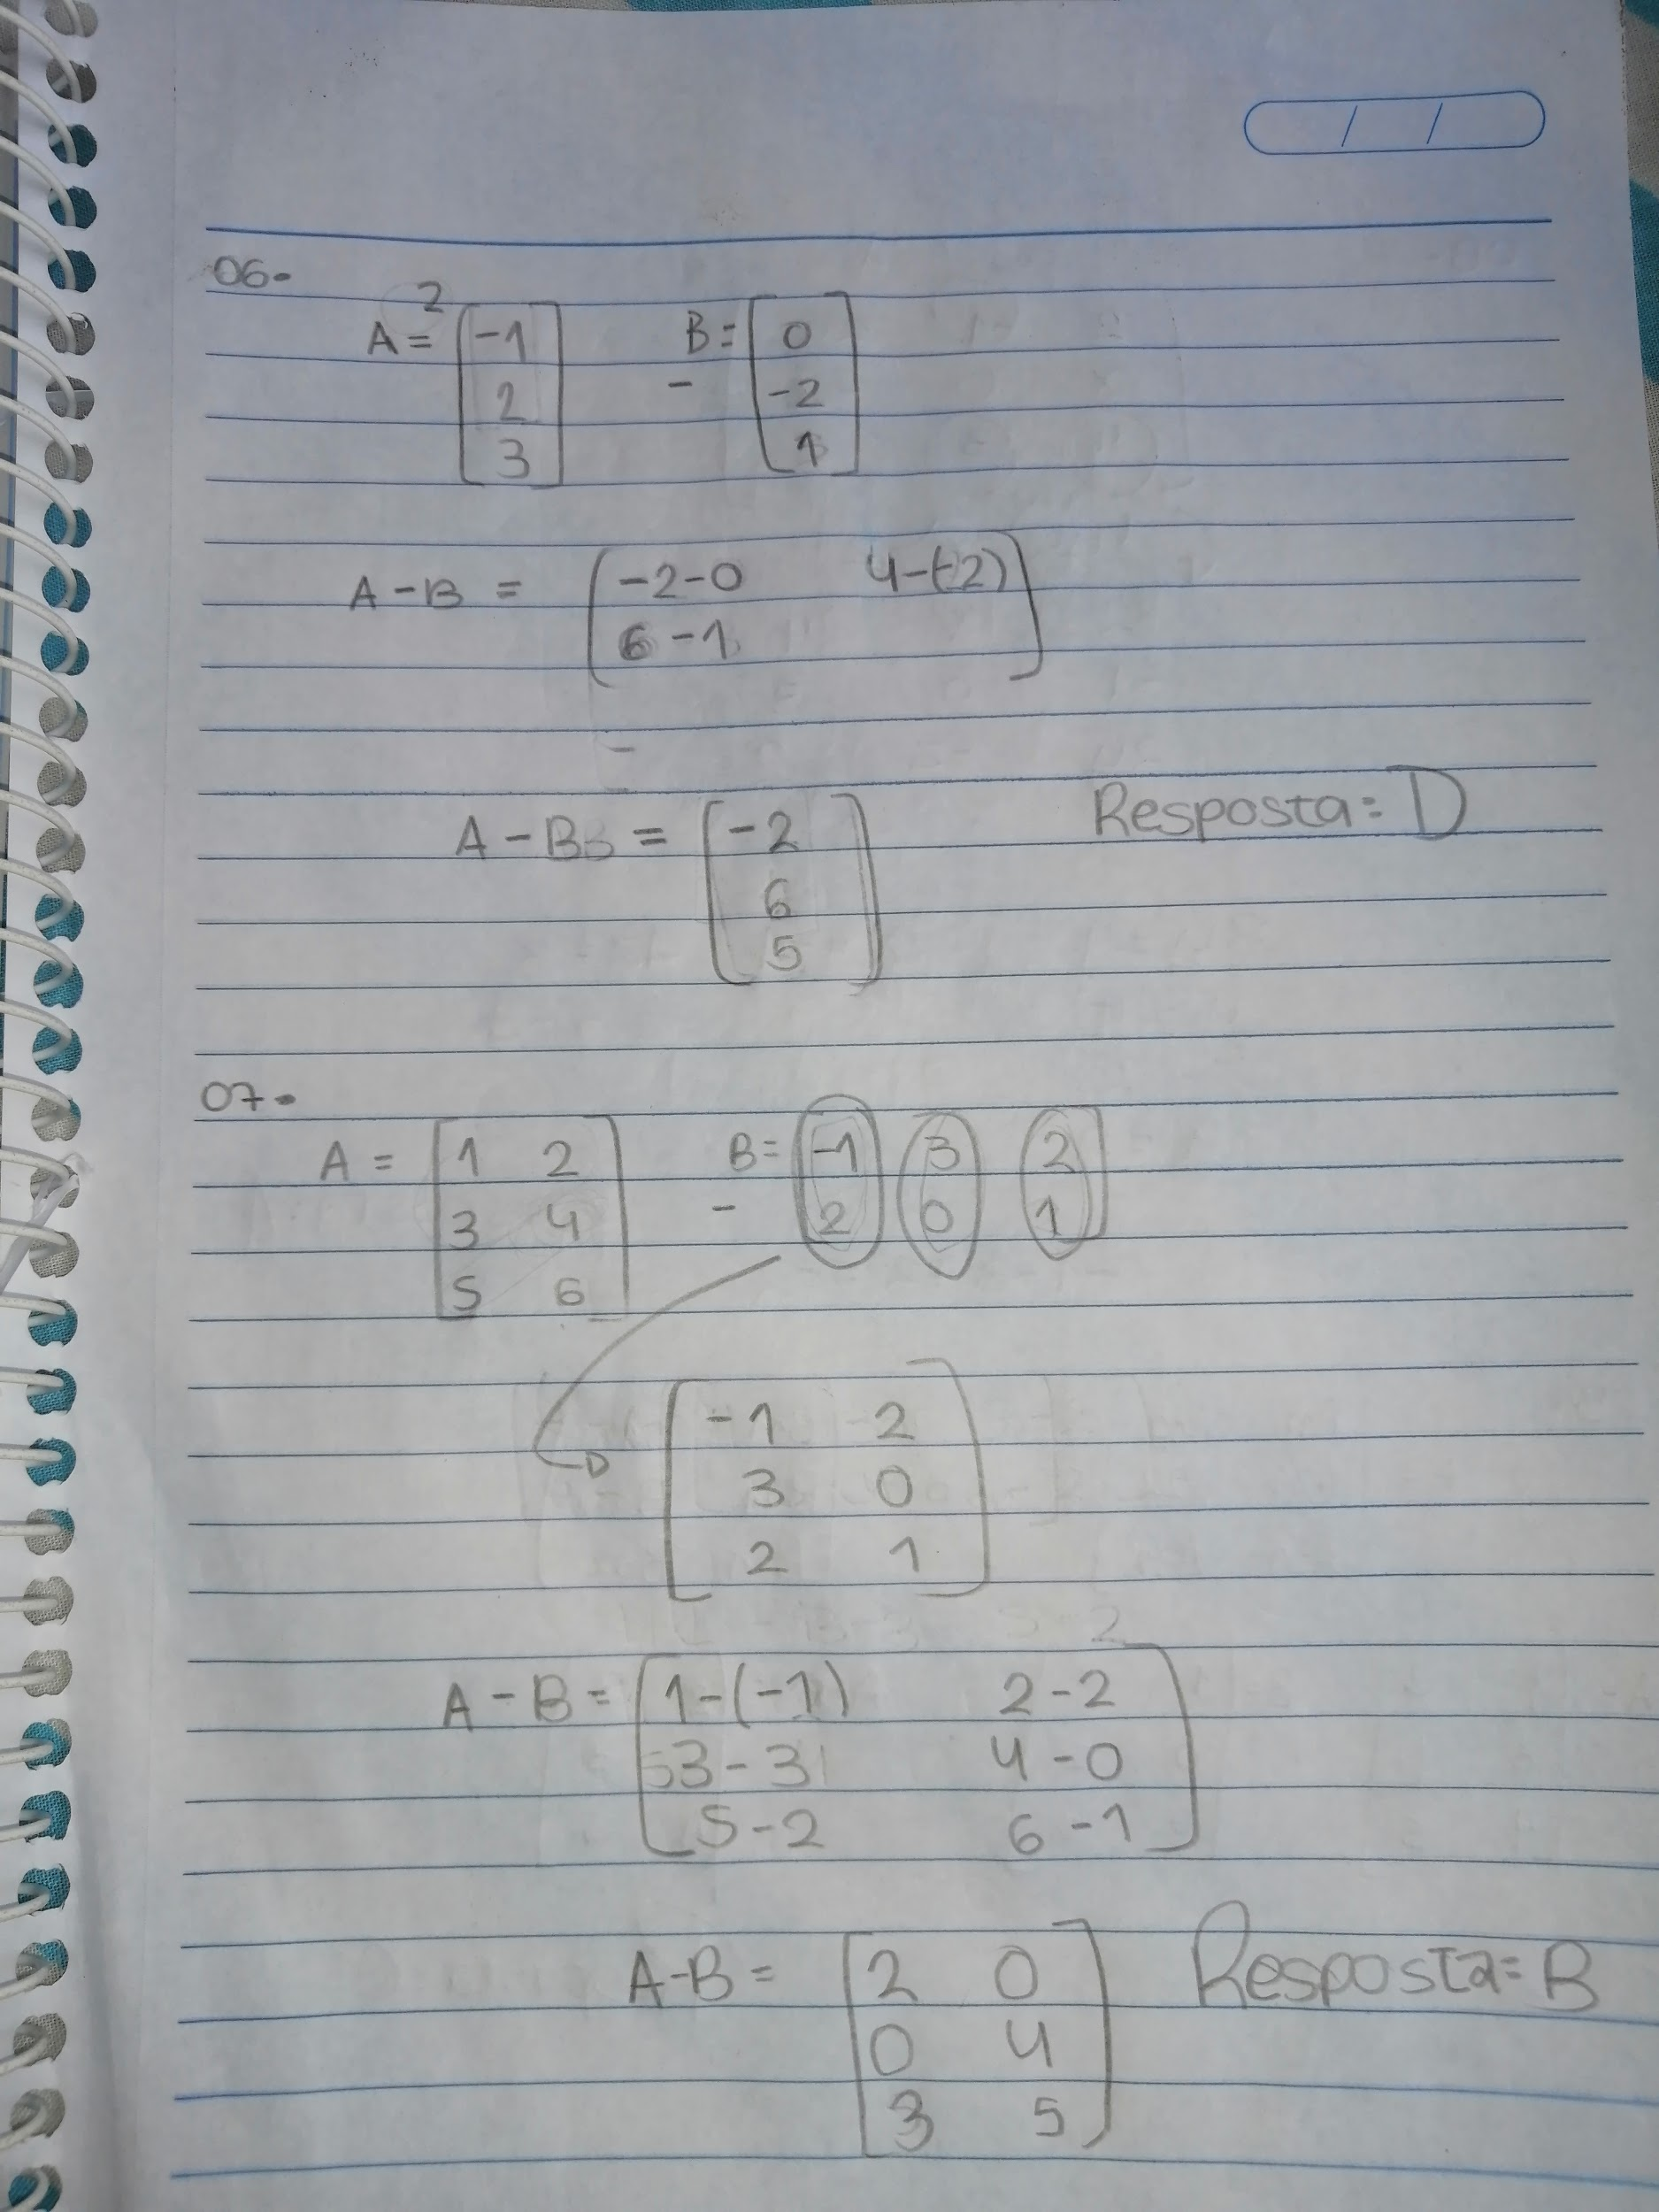 06-
2
A = [-1 B = [0
2 - -2
3] 1]
A - B = (-2-0 4-(-2)
6-1)
A - B = [-2 Resposta = D
6
5]
07-
A = [1 2 B = [-1 3 2
3 4 - 2 0 1]
5 6]
[-1 2
3 0
2 1]
A - B = [1-(-1) 2-2
3-3 4-0
5-2 6-1]
A-B = [2 0 Resposta = B
0 4
3 5]